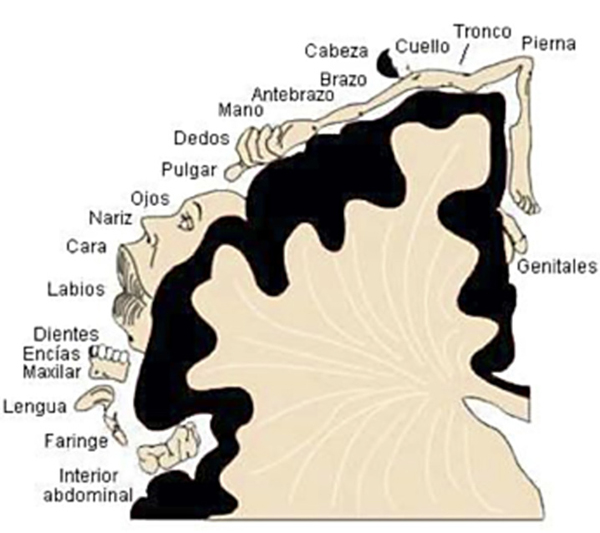 Tronco
Cabeza
Cuello
Pierna
Brazo
Antebrazo
Mano
Dedos
Pulgar
Ojos
Nariz
Cara
Genitales
Labios
Dientes
Encías
Maxilar
Lengua
Faringe
Interior
abdominal